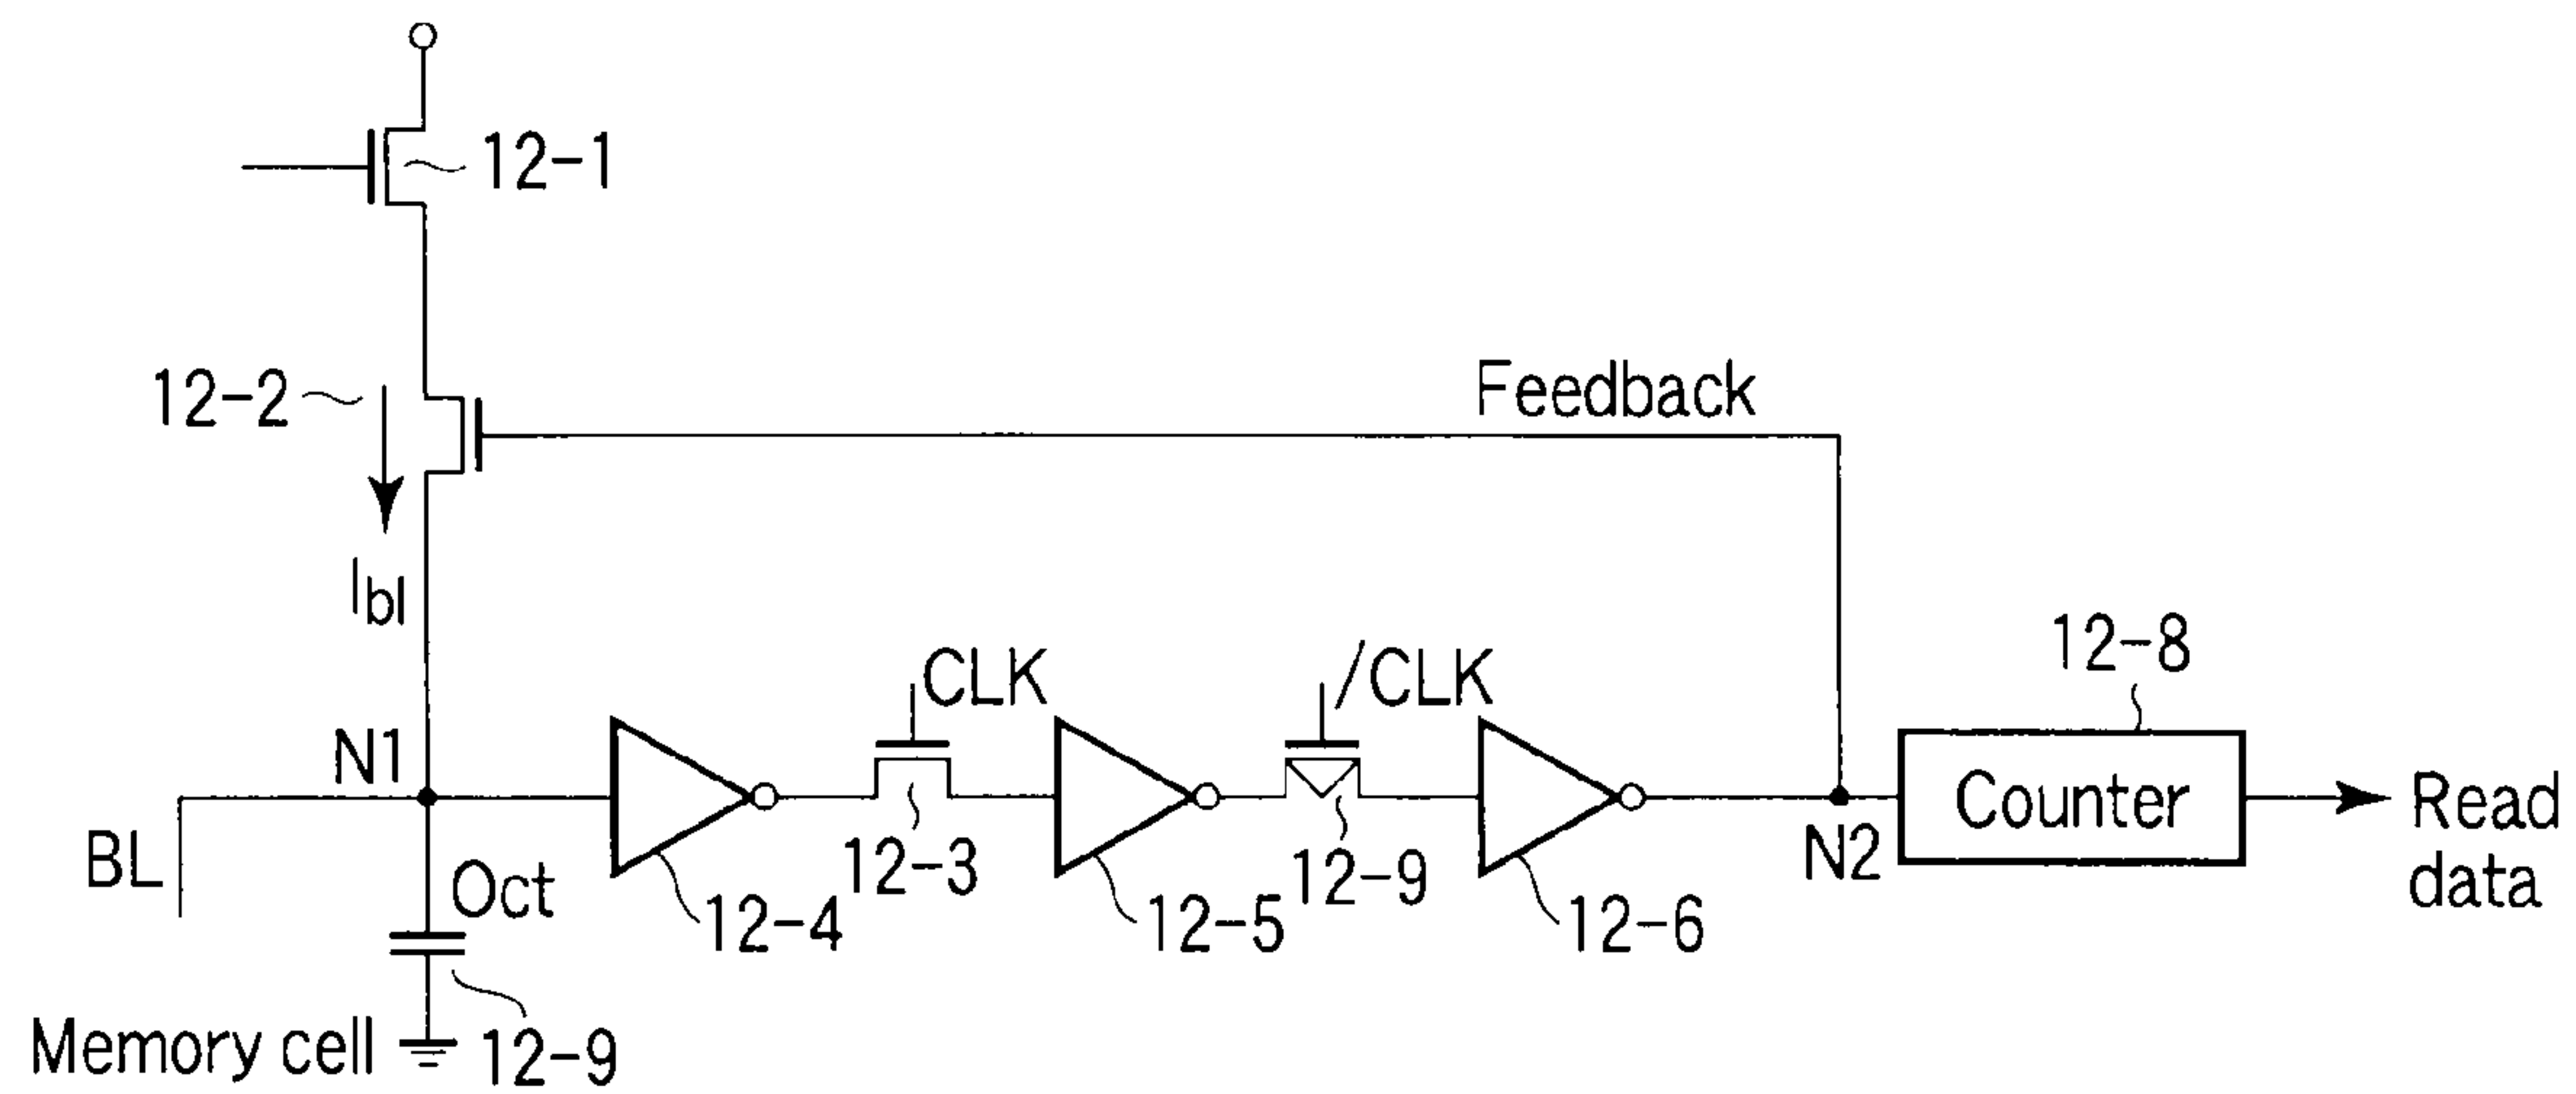 12-1
12-2
Feedback
Ibl
12-8
CLK
/CLK
N1
Counter
Read
data
BL
Oct
12-3
12-9
N2
12-4
12-5
12-6
Memory cell
12-9